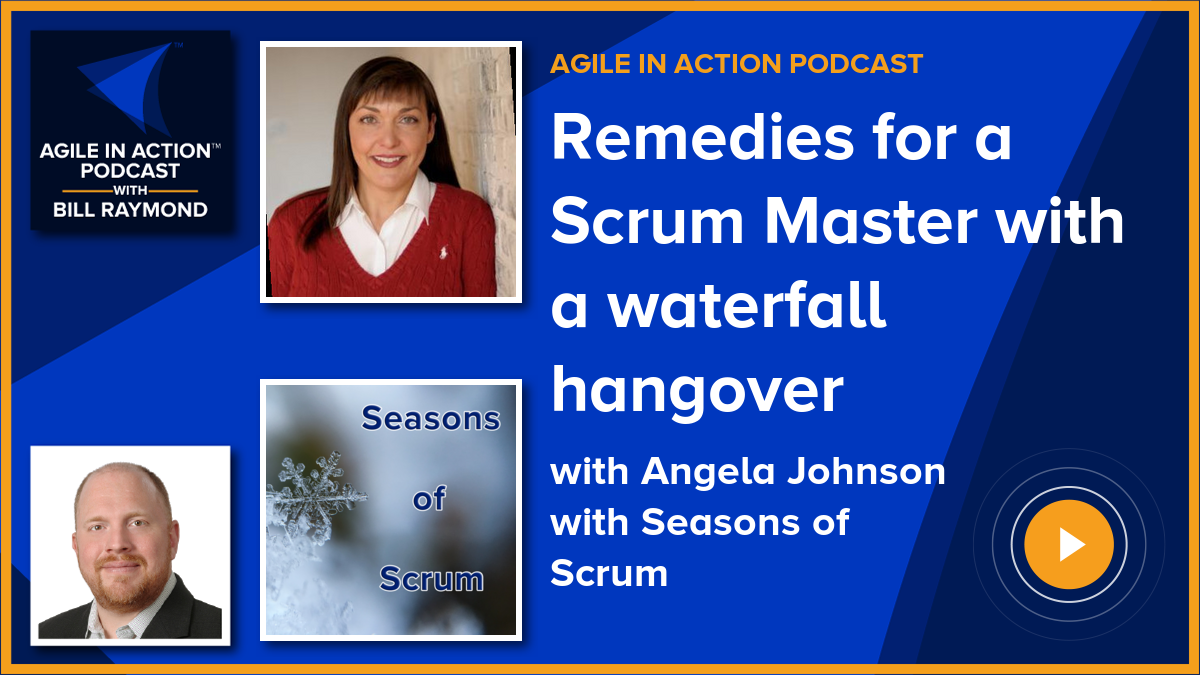 AGILE IN ACTION™
PODCAST
WITH
BILL RAYMOND
AGILE IN ACTION PODCAST
Remedies for a
Scrum Master with
a waterfall
hangover
with Angela Johnson
with Seasons of
Scrum
Seasons
of
Scrum
TM